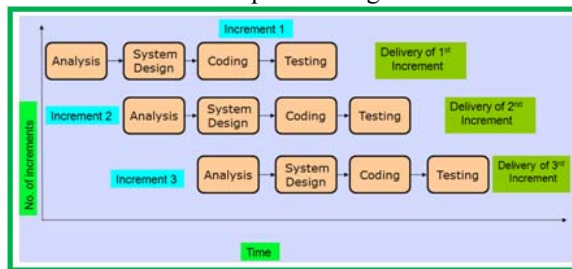 Increment 1
Analysis
System
Design
Coding
Testing
Delivery of 1st
Increment
Increment 2
Analysis
System
Design
Coding
Testing
Delivery of 2nd
Increment
Increment 3
Analysis
System
Design
Coding
Testing
Delivery of 3rd
Increment
No. of increments
Time